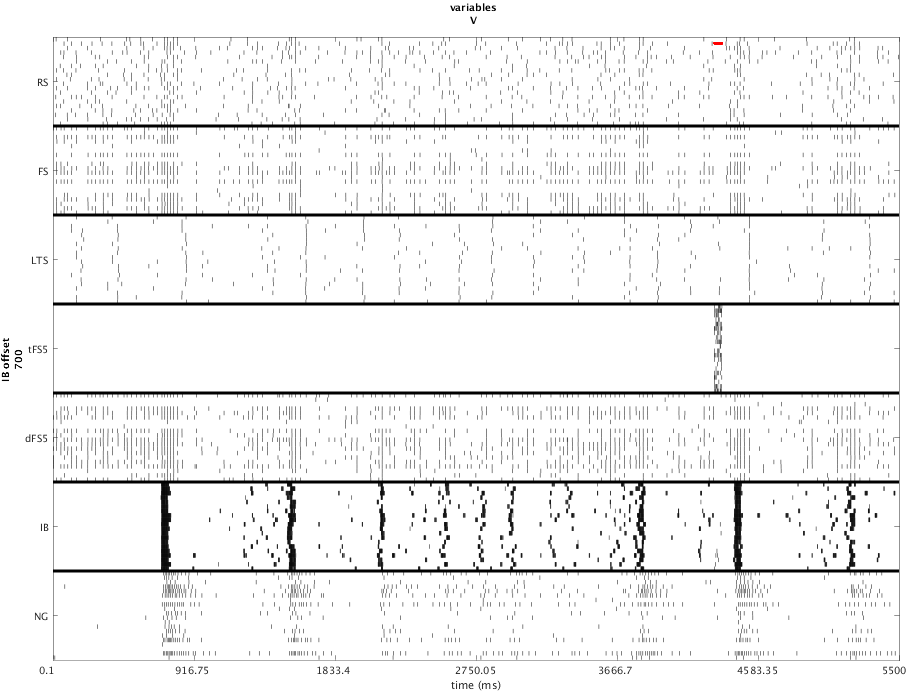 variables
V
RS
FS
LTS
IB offset
700
tFS5
dFS5
IB
NG
0.1
916.75
1833.4
2750.05
3666.7
4583.35
5500
time (ms)